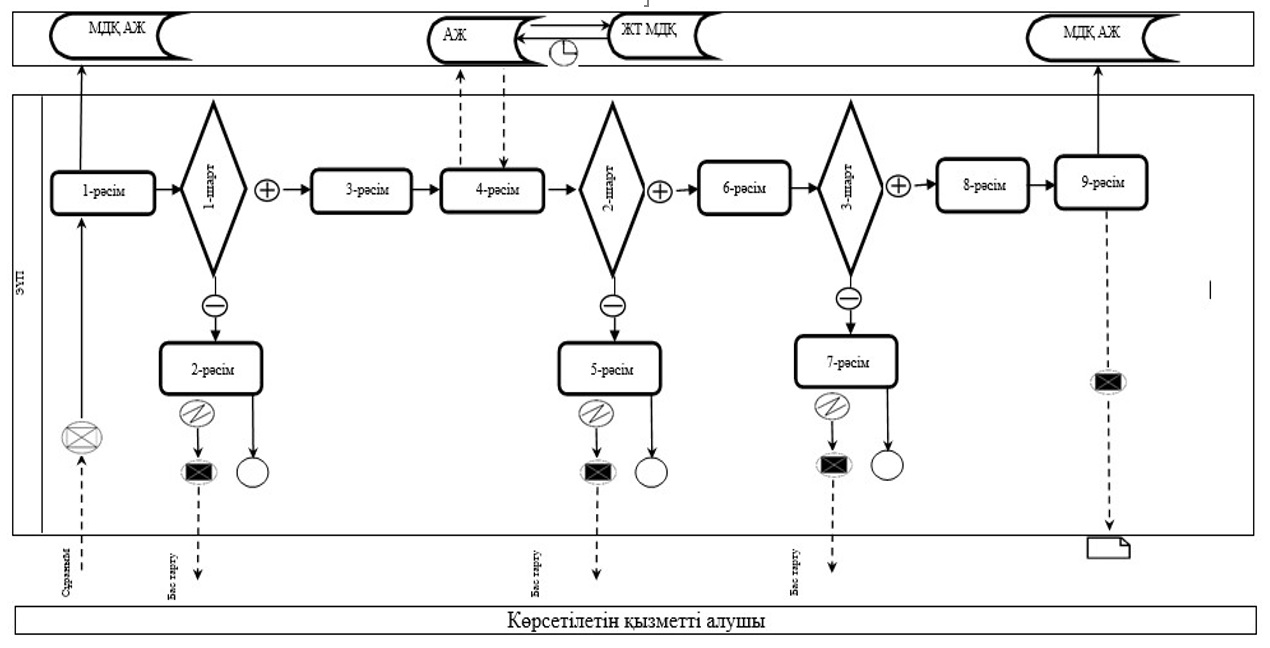 МДҚ АЖ
АЖ
ЖТ МДҚ
МДҚ АЖ
1-рәсім
1-шарт
3-рәсім
4-рәсім
2-шарт
6-рәсім
3-шарт
8-рәсім
9-рәсім
ЭҮП
2-рәсім
5-рәсім
7-рәсім
Сұраным
Бас тарту
Бас тарту
Бас тарту
Көрсетілетін қызметті алушы